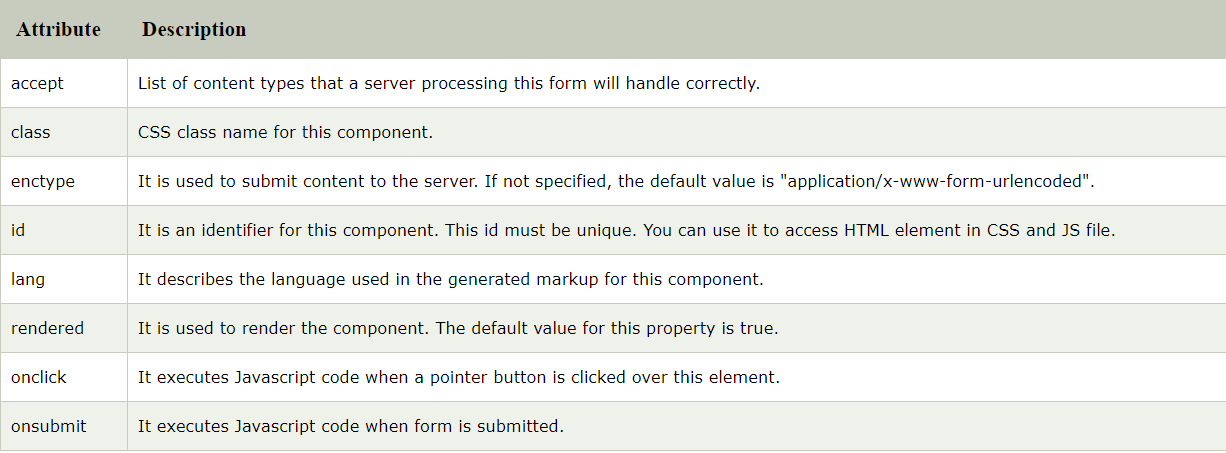 Attribute Description
accept List of content types that a server processing this form will handle correctly.
class CSS class name for this component.
enctype It is used to submit content to the server. If not specified, the default value is "application/x-www-form-urlencoded".
id It is an identifier for this component. This id must be unique. You can use it to access HTML element in CSS and JS file.
lang It describes the language used in the generated markup for this component.
rendered It is used to render the component. The default value for this property is true.
onclick It executes Javascript code when a pointer button is clicked over this element.
onsubmit It executes Javascript code when form is submitted.